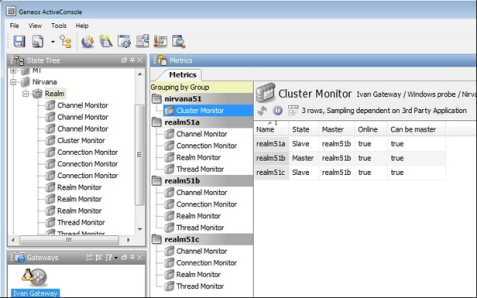 Geneos ActiveConsole
File View Tools Help
State Tree
MT
Nirvana
Realm
Channel Monitor
Channel Monitor
Channel Monitor
Cluster Monitor
Connection Monitor
Connection Monitor
Connection Monitor
Realm Monitor
Realm Monitor
Realm Monitor
Thread Monitor
Thread Monitor
Gateways
Ivan Gateway
Metrics
Metrics
Grouping by Group
nirvana51
Cluster Monitor
realm51a
Channel Monitor
Connection Monitor
Realm Monitor
Thread Monitor
realm51b
Channel Monitor
Connection Monitor
Realm Monitor
Thread Monitor
realm51c
Channel Monitor
Connection Monitor
Realm Monitor
Thread Monitor
Cluster Monitor Ivan Gateway / Windows probe / Nirva
3 rows, Sampling dependent on 3rd Party Application
Name State Master Online Can be master
realm51a Slave realm51b true true
realm51b Master realm51b true true
realm51c Slave realm51b true true